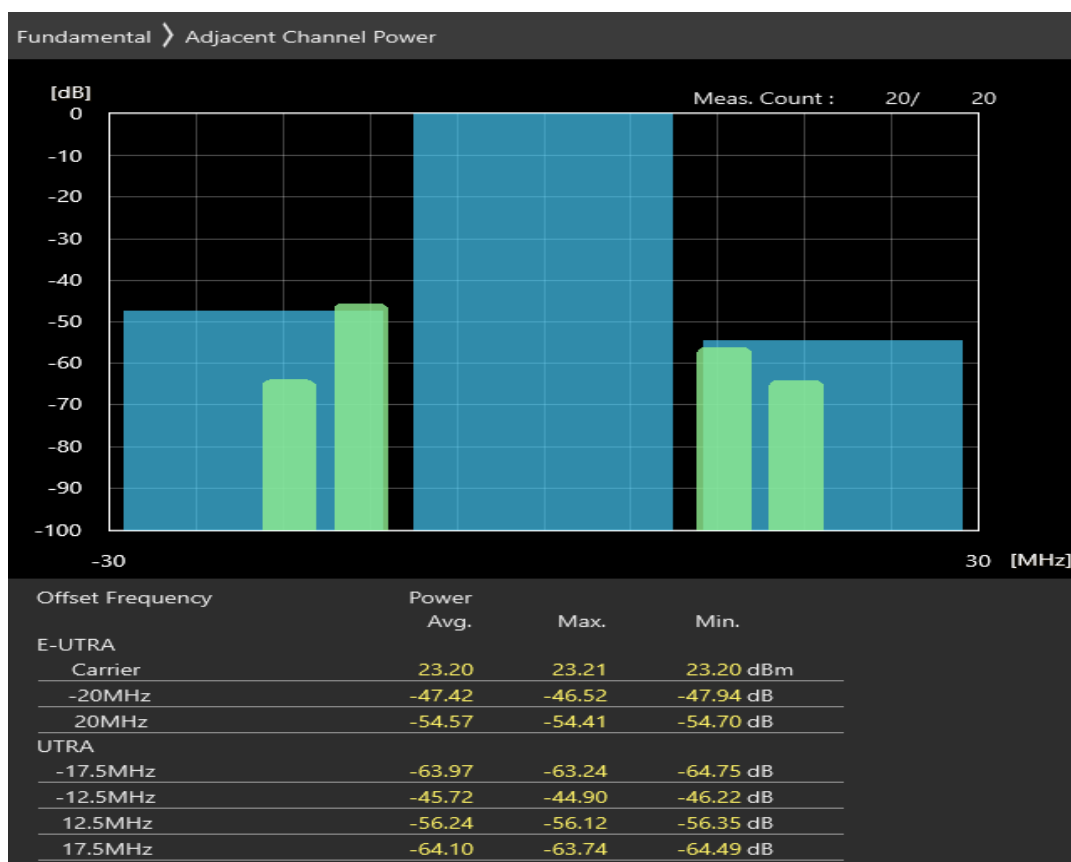 Fundamental ❯ Adjacent Channel Power
[dB]
Meas. Count : 20/ 20
0
-10
-20
-30
-40
-50
-60
-70
-80
-90
-100
-30 30 [MHz]
Offset Frequency Power
Avg. Max. Min.
E-UTRA
Carrier 23.20 23.21 23.20 dBm
-20MHz -47.42 -46.52 -47.94 dB
20MHz -54.57 -54.41 -54.70 dB
UTRA
-17.5MHz -63.97 -63.24 -64.75 dB
-12.5MHz -45.72 -44.90 -46.22 dB
12.5MHz -56.24 -56.12 -56.35 dB
17.5MHz -64.10 -63.74 -64.49 dB